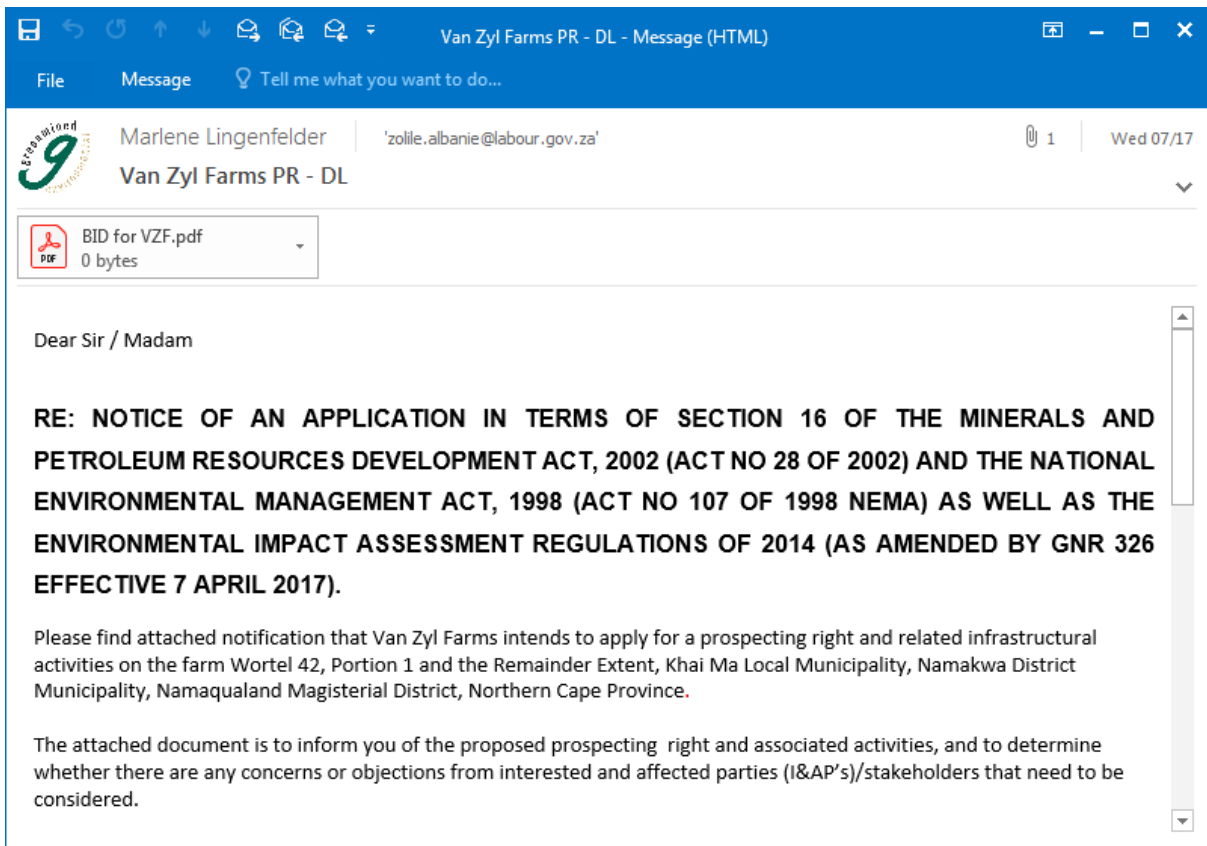 Van Zyl Farms PR - DL - Message (HTML)
File Message Tell me what you want to do...
Marlene Lingenfelder 'zolile.albanie@labour.gov.za' 1 Wed 07/17
Van Zyl Farms PR - DL
BID for VZF.pdf
PDF
0 bytes
Dear Sir / Madam
RE: NOTICE OF AN APPLICATION IN TERMS OF SECTION 16 OF THE MINERALS AND
PETROLEUM RESOURCES DEVELOPMENT ACT, 2002 (ACT NO 28 OF 2002) AND THE NATIONAL
ENVIRONMENTAL MANAGEMENT ACT, 1998 (ACT NO 107 OF 1998 NEMA) AS WELL AS THE
ENVIRONMENTAL IMPACT ASSESSMENT REGULATIONS OF 2014 (AS AMENDED BY GNR 326
EFFECTIVE 7 APRIL 2017).
Please find attached notification that Van Zyl Farms intends to apply for a prospecting right and related infrastructural
activities on the farm Wortel 42, Portion 1 and the Remainder Extent, Khai Ma Local Municipality, Namakwa District
Municipality, Namaqualand Magisterial District, Northern Cape Province.
The attached document is to inform you of the proposed prospecting right and associated activities, and to determine
whether there are any concerns or objections from interested and affected parties (I&AP's)/stakeholders that need to be
considered.